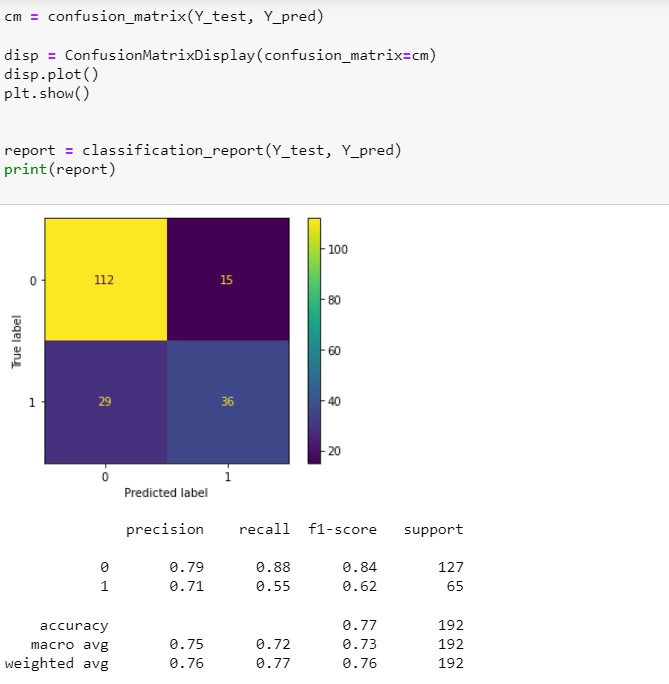 cm = confusion_matrix(Y_test, Y_pred)
disp = ConfusionMatrixDisplay(confusion_matrix=cm)
disp.plot()
plt.show()
report = classification_report(Y_test, Y_pred)
print(report)
0 112 15 100
80
True label
60
1 29 36 40
20
0 1
Predicted label
precision recall f1-score support
0 0.79 0.88 0.84 127
1 0.71 0.55 0.62 65
accuracy 0.77 192
macro avg 0.75 0.72 0.73 192
weighted avg 0.76 0.77 0.76 192